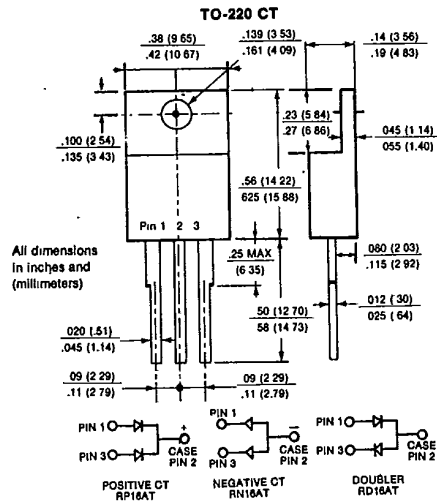 TO-220 CT
.38 (9 65)
.42 (10 67)
.139 (3 53)
.161 (4 09)
.14 (3 56)
.19 (4 83)
.100 (2 54)
.135 (3 43)
.23 (5 84)
.27 (6 86)
045 (1 14)
055 (1.40)
.56 (14 22)
625 (15 88)
Pin 1 2 3
All dimensions
in inches and
(millimeters)
.25 MAX
(6 35)
080 (2 03)
.115 (2 92)
020 (.51)
.045 (1.14)
50 (12 70)
58 (14 73)
012 (30)
025 (64)
09 (2 29)
.11 (2 79)
09 (2 29)
.11 (2.79)
PIN 1
PIN 3
+
CASE
PIN 2
POSITIVE CT
RP16AT
PIN 1
PIN 3
–
CASE
PIN 2
NEGATIVE CT
RN16AT
PIN 1
PIN 3
CASE
PIN 2
DOUBLER
RD16AT